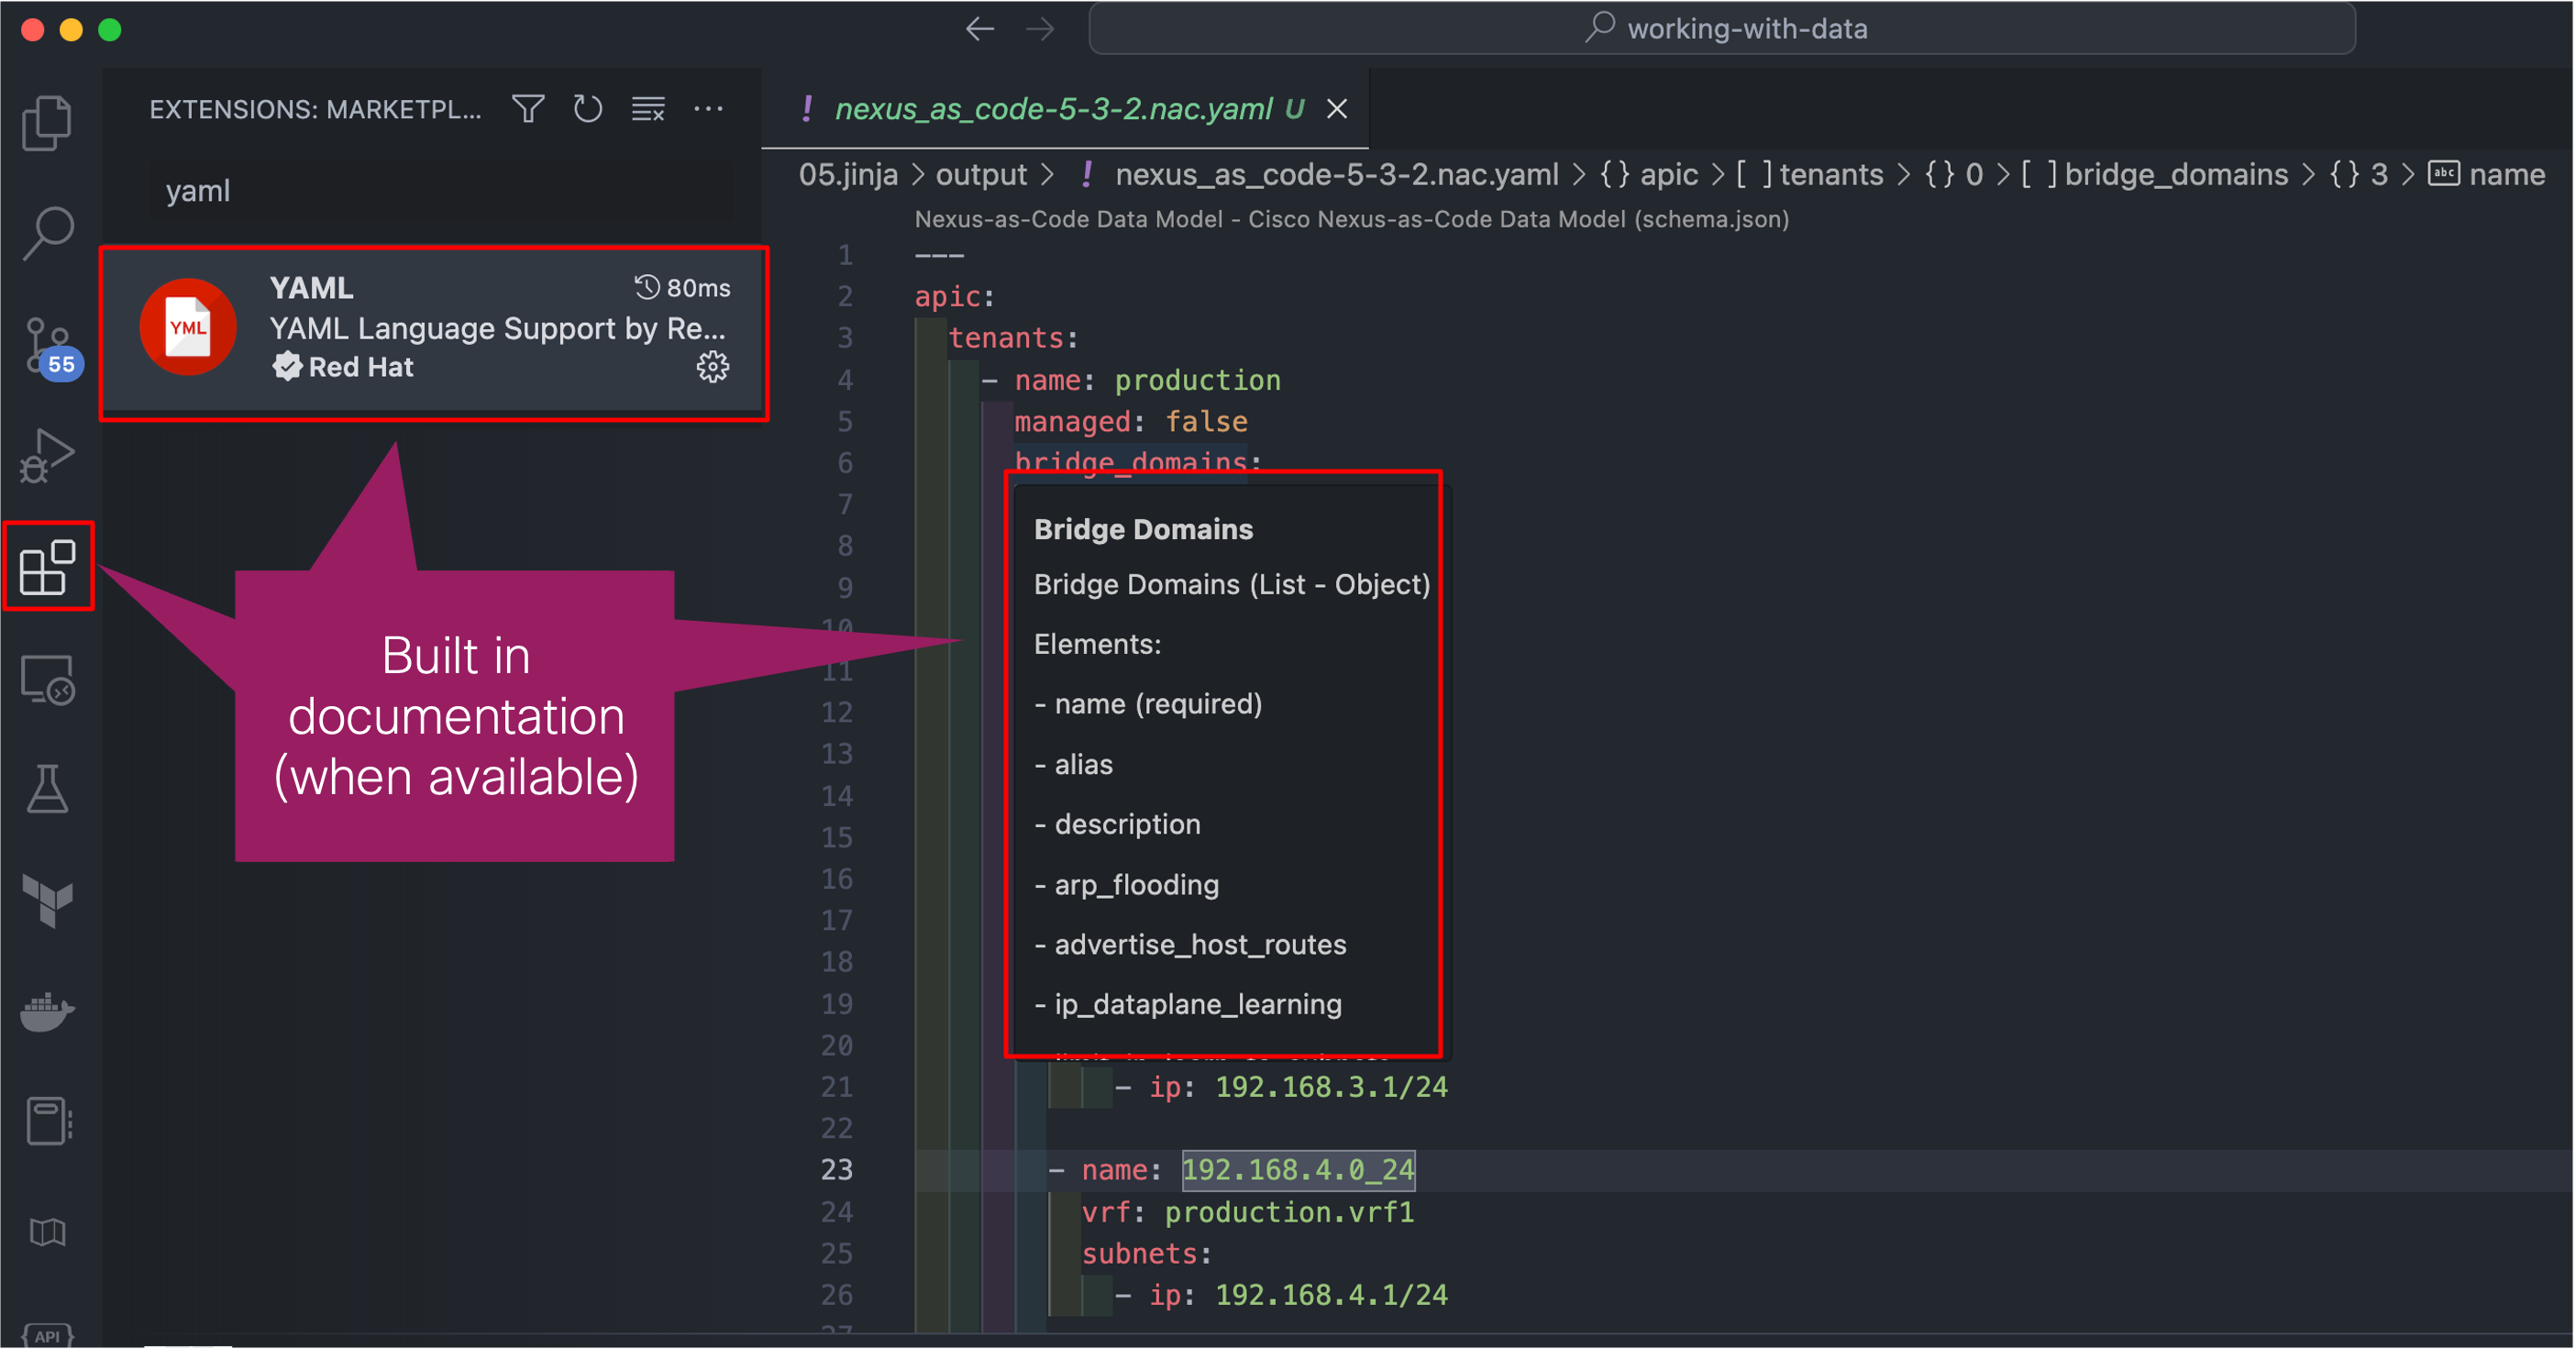 working-with-data
EXTENSIONS: MARKETPL...
yaml
YAML
80ms
YAML Language Support by Re...
Red Hat
YML
55
API
Built in
documentation
(when available)
! nexus_as_code-5-3-2.nac.yaml U
05.jinja > output > ! nexus_as_code-5-3-2.nac.yaml > {} apic > [ ] tenants > {} 0 > [ ] bridge_domains > {} 3 > abc name
Nexus-as-Code Data Model - Cisco Nexus-as-Code Data Model (schema.json)
1 ---
2 apic:
3 tenants:
4 - name: production
5 managed: false
6 bridge_domains:
7
8
9
10
11
12
13
14
15
16
17
18
19
20
Bridge Domains
Bridge Domains (List - Object)
Elements:
- name (required)
- alias
- description
- arp_flooding
- advertise_host_routes
- ip_dataplane_learning
21 - ip: 192.168.3.1/24
22
23 - name: 192.168.4.0_24
24 vrf: production.vrf1
25 subnets:
26 - ip: 192.168.4.1/24